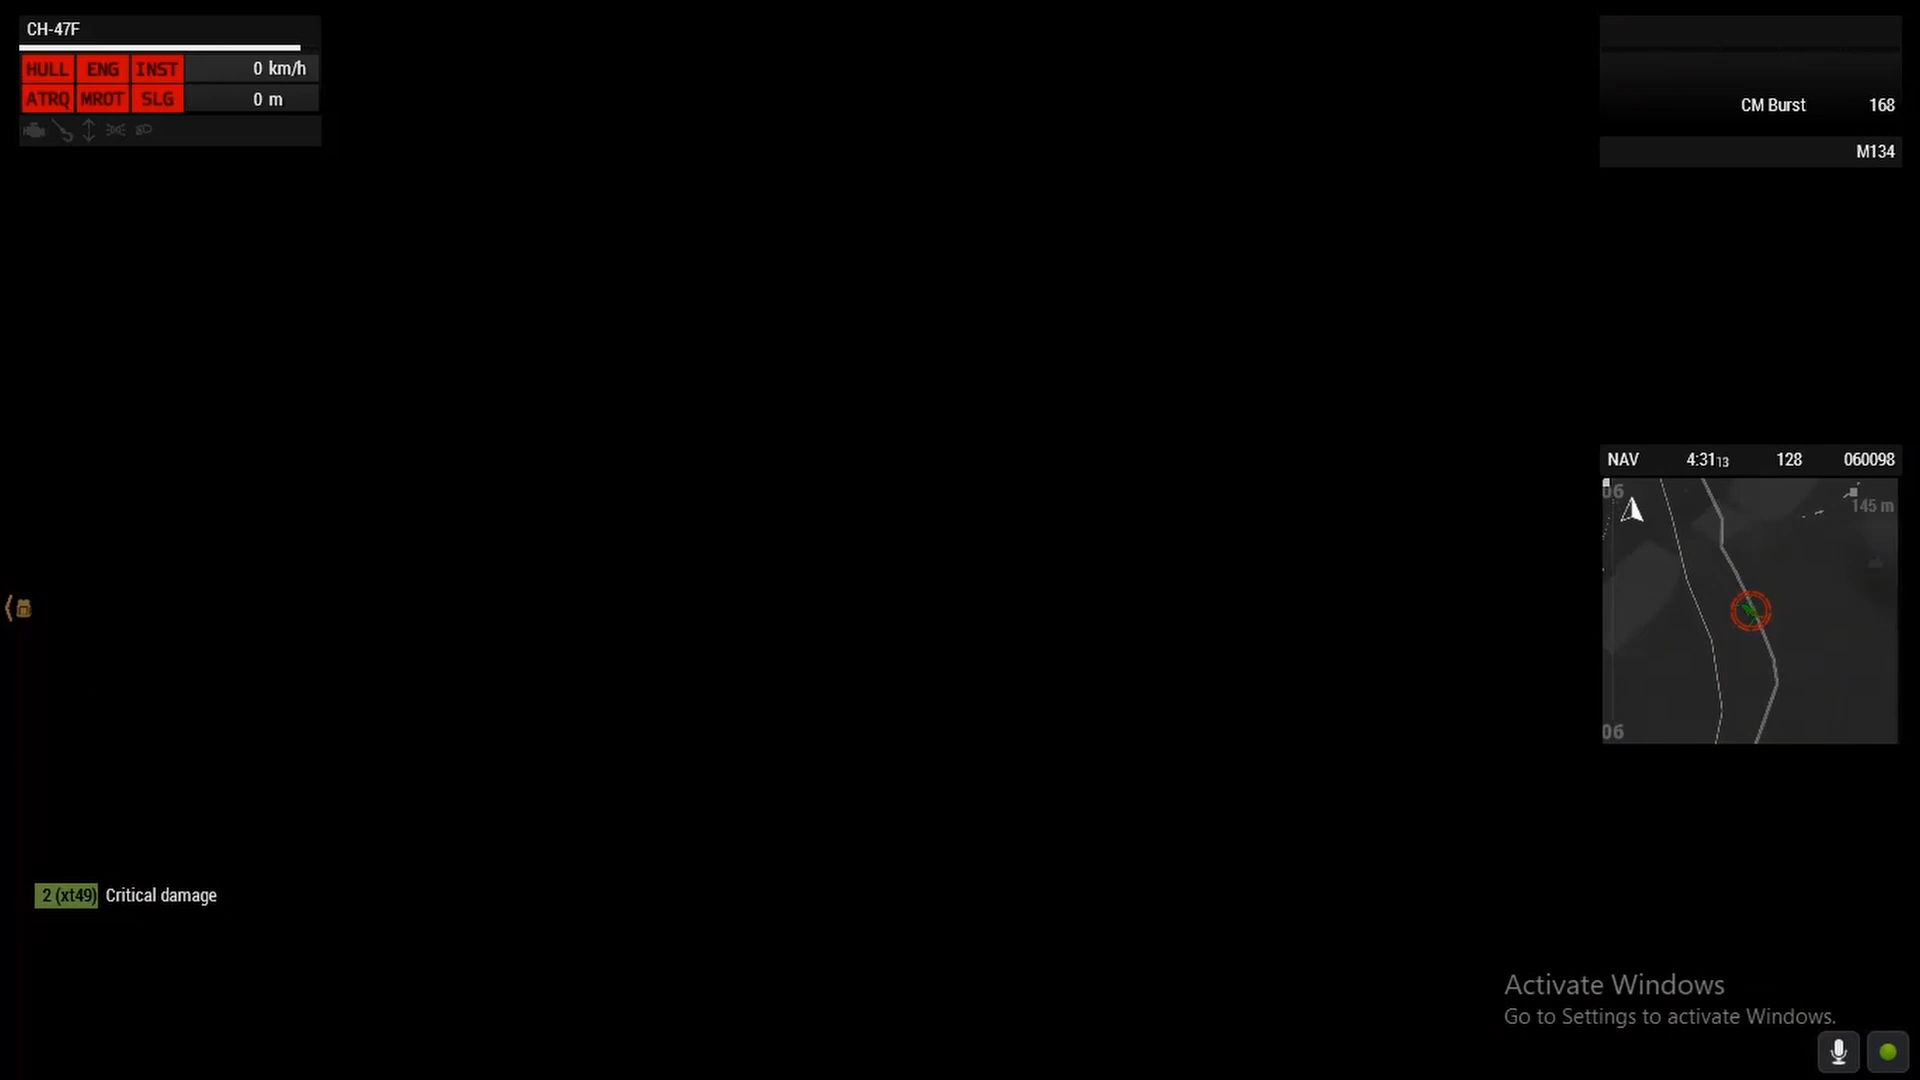 CH-47F
HULL ENG INST 0 km/h
ATRQ MROT SLG 0 m
CM Burst 168
M134
NAV 4:31 13 128 060098
06
145 m
06
2 (xt49) Critical damage
Activate Windows
Go to Settings to activate Windows.